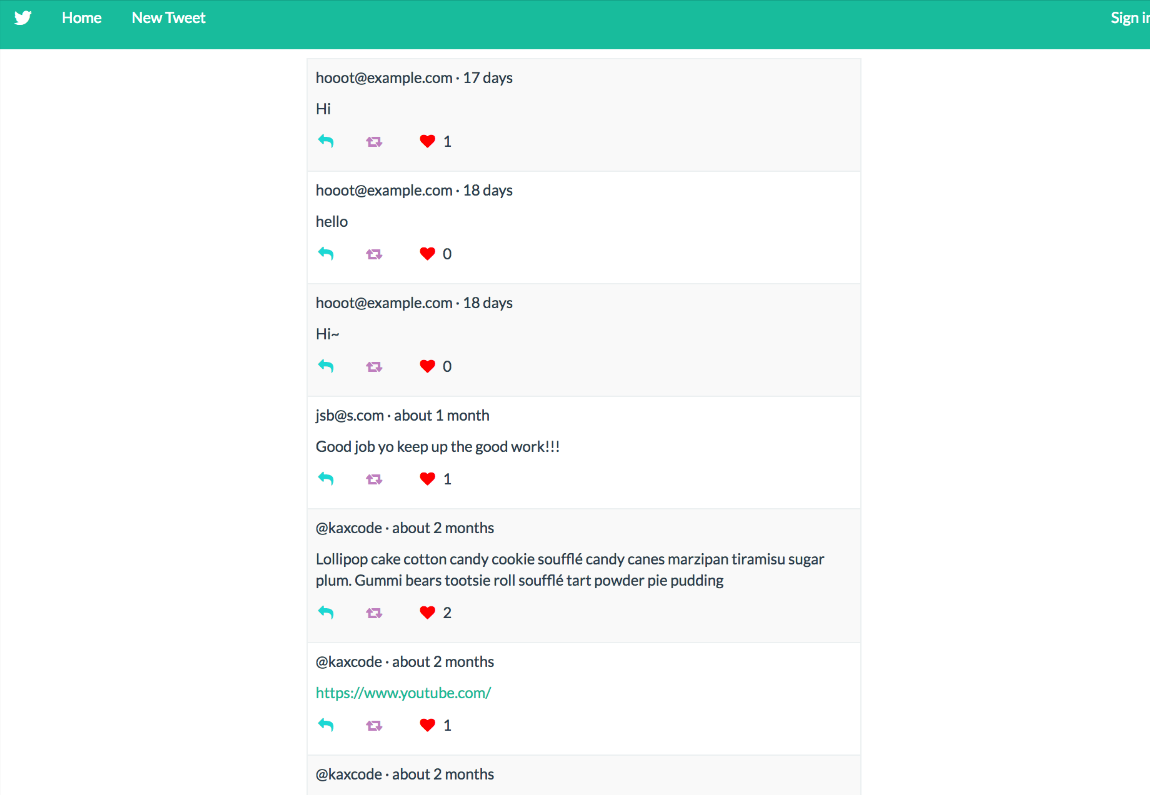 Home New Tweet Sign in
hooot@example.com · 17 days
Hi
1
hooot@example.com · 18 days
hello
0
hooot@example.com · 18 days
Hi~
0
jsb@s.com · about 1 month
Good job yo keep up the good work!!!
1
@kaxcode · about 2 months
Lollipop cake cotton candy cookie soufflé candy canes marzipan tiramisu sugar
plum. Gummi bears tootsie roll soufflé tart powder pie pudding
2
@kaxcode · about 2 months
https://www.youtube.com/
1
@kaxcode · about 2 months